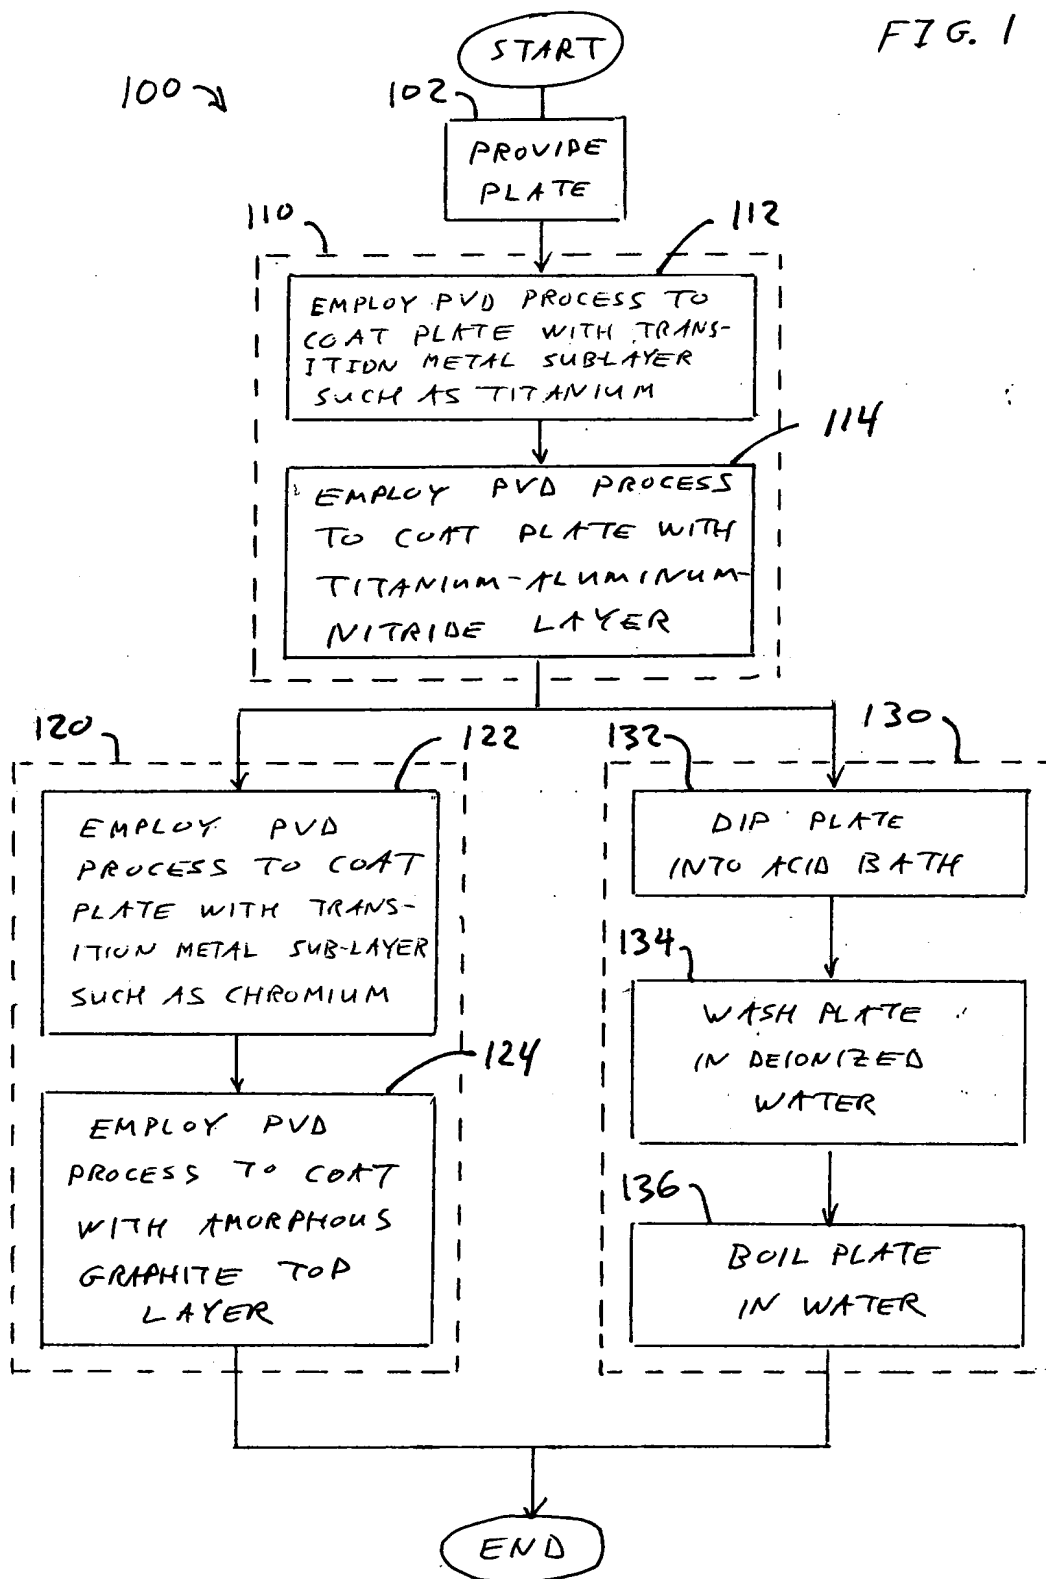 FIG. 1
START
100
102
PROVIDE
PLATE
110
112
EMPLOY PVD PROCESS TO
COAT PLATE WITH TRANS-
ITION METAL SUBLAYER
SUCH AS TITANIUM
114
EMPLOY PVD PROCESS
TO COAT PLATE WITH
TITANIUM-ALUMINUM-
NITRIDE LAYER
120
122
EMPLOY PVD
PROCESS TO COAT
PLATE WITH TRANS-
ITION METAL SUB-LAYER
SUCH AS CHROMIUM
124
EMPLOY PVD
PROCESS TO COAT
WITH AMORPHOUS
GRAPHITE TOP
LAYER
130
132
DIP PLATE
INTO ACID BATH
134
WASH PLATE
IN DEIONIZED
WATER
136
BOIL PLATE
IN WATER
END